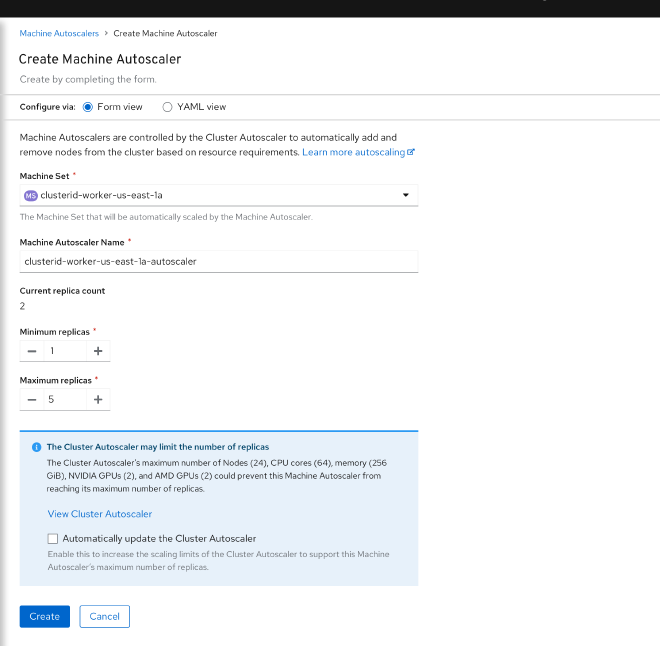 Machine Autoscalers > Create Machine Autoscaler
Create Machine Autoscaler
Create by completing the form.
Configure via: Form view YAML view
Machine Autoscalers are controlled by the Cluster Autoscaler to automatically add and
remove nodes from the cluster based on resource requirements. Learn more autoscaling
Machine Set *
MS clusterid-worker-us-east-1a
The Machine Set that will be automatically scaled by the Machine Autoscaler.
Machine Autoscaler Name *
clusterid-worker-us-east-1a-autoscaler
Current replica count
2
Minimum replicas *
− 1 +
Maximum replicas *
− 5 +
The Cluster Autoscaler may limit the number of replicas
The Cluster Autoscaler's maximum number of Nodes (24), CPU cores (64), memory (256
GiB), NVIDIA GPUs (2), and AMD GPUs (2) could prevent this Machine Autoscaler from
reaching its maximum number of replicas.
View Cluster Autoscaler
Automatically update the Cluster Autoscaler
Enable this to increase the scaling limits of the Cluster Autoscaler to support this Machine
Autoscaler's maximum number of replicas.
Create Cancel